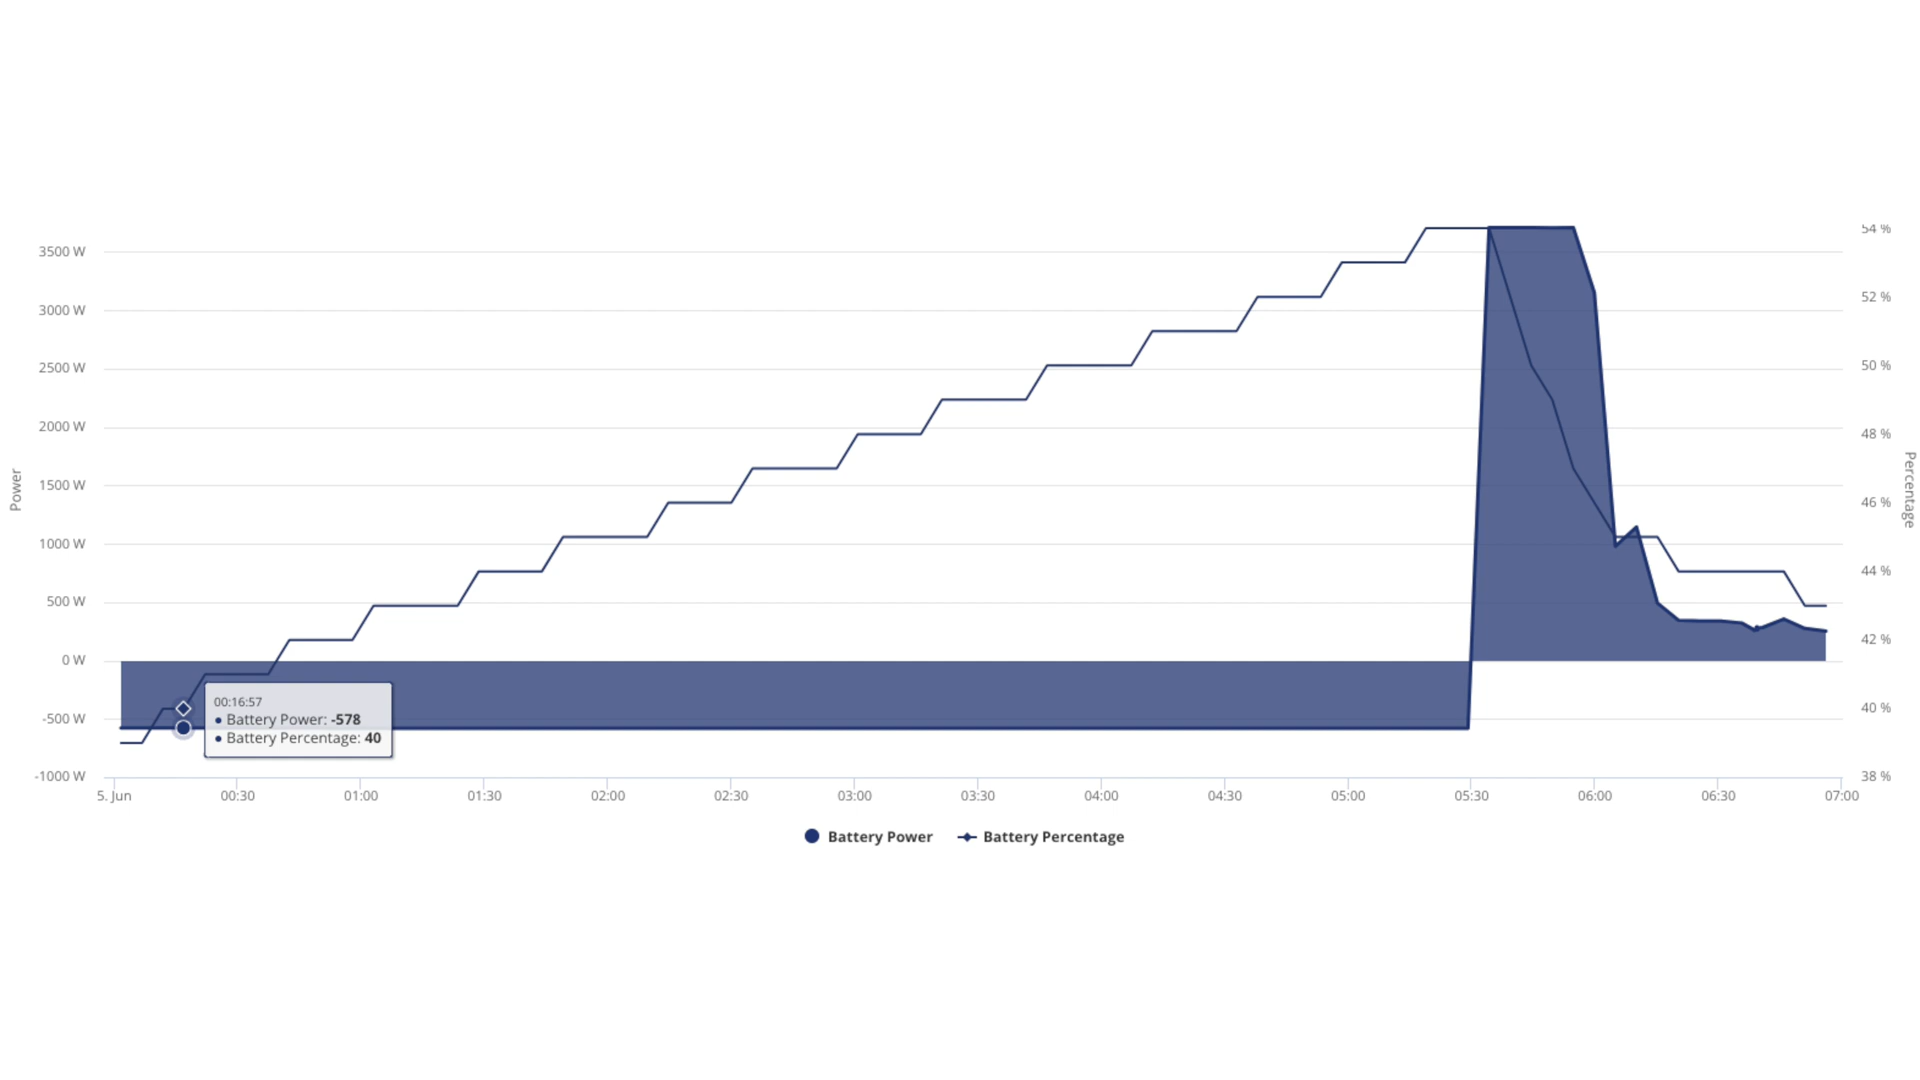 54 %
3500 W
3000 W
52 %
2500 W
50 %
2000 W
48 %
Power
Percentage
1500 W
46 %
1000 W
44 %
500 W
42 %
0 W
00:16:57
-500 W
● Battery Power: -578
40 %
● Battery Percentage: 40
-1000 W
38 %
5. Jun 00:30 01:00 01:30 02:00 02:30 03:00 03:30 04:00 04:30 05:00 05:30 06:00 06:30 07:00
Battery Power Battery Percentage